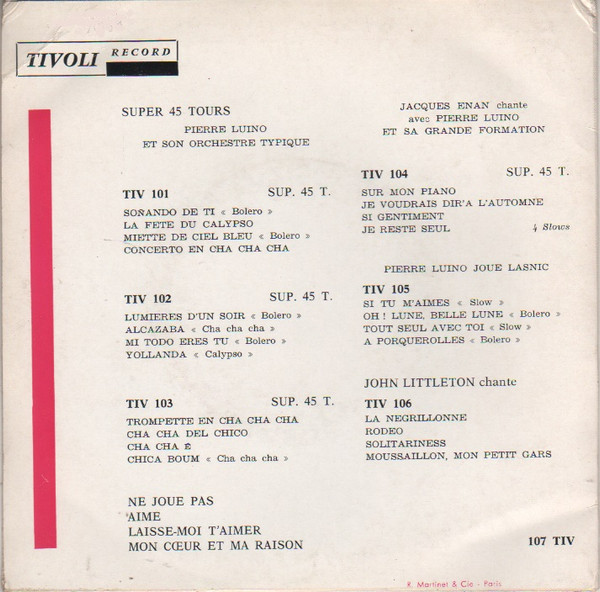 TIVOLI RECORD
SUPER 45 TOURS
PIERRE LUINO
ET SON ORCHESTRE TYPIQUE
TIV 101 SUP. 45 T.
SOÑANDO DE TI « Bolero »
LA FETE DU CALYPSO
MIETTE DE CIEL BLEU « Bolero »
CONCERTO EN CHA CHA CHA
TIV 102 SUP. 45 T.
LUMIERES D'UN SOIR « Bolero »
ALCAZABA « Cha cha cha »
MI TODO ERES TU « Bolero »
YOLLANDA « Calypso »
TIV 103 SUP. 45 T.
TROMPETTE EN CHA CHA CHA
CHA CHA DEL CHICO
CHA CHA É
CHICA BOUM « Cha cha cha »
NE JOUE PAS
AIME
LAISSE-MOI T'AIMER
MON CŒUR ET MA RAISON
JACQUES ENAN chante
avec PIERRE LUINO
ET SA GRANDE FORMATION
TIV 104 SUP. 45 T.
SUR MON PIANO
JE VOUDRAIS DIR'A L'AUTOMNE
SI GENTIMENT
JE RESTE SEUL 4 Slows
PIERRE LUINO JOUE LASNIC
TIV 105
SI TU M'AIMES « Slow »
OH ! LUNE, BELLE LUNE « Bolero »
TOUT SEUL AVEC TOI « Slow »
A PORQUEROLLES « Bolero »
JOHN LITTLETON chante
TIV 106
LA NEGRILLONNE
RODEO
SOLITARINESS
MOUSSAILLON, MON PETIT GARS
107 TIV
R. Martinet & Cie - Paris